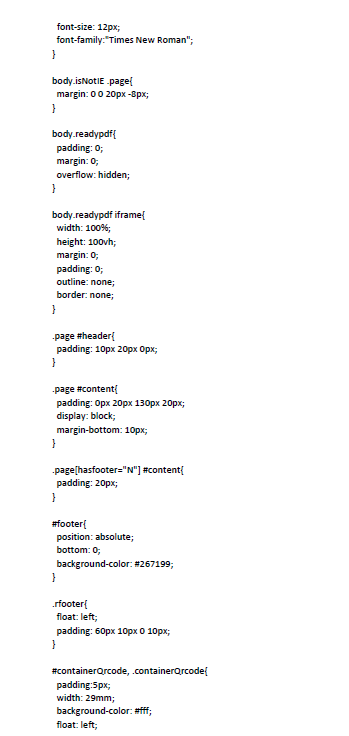 font-size: 12px;
font-family:"Times New Roman";
}
body.isNotIE .page{
margin: 0 0 20px -8px;
}
body.readypdf{
padding: 0;
margin: 0;
overflow: hidden;
}
body.readypdf iframe{
width: 100%;
height: 100vh;
margin: 0;
padding: 0;
outline: none;
border: none;
}
.page #header{
padding: 10px 20px 0px;
}
.page #content{
padding: 0px 20px 130px 20px;
display: block;
margin-bottom: 10px;
}
.page[hasfooter="N"] #content{
padding: 20px;
}
#footer{
position: absolute;
bottom: 0;
background-color: #267199;
}
.rfooter{
float: left;
padding: 60px 10px 0 10px;
}
#containerQrcode, .containerQrcode{
padding:5px;
width: 29mm;
background-color: #fff;
float: left;